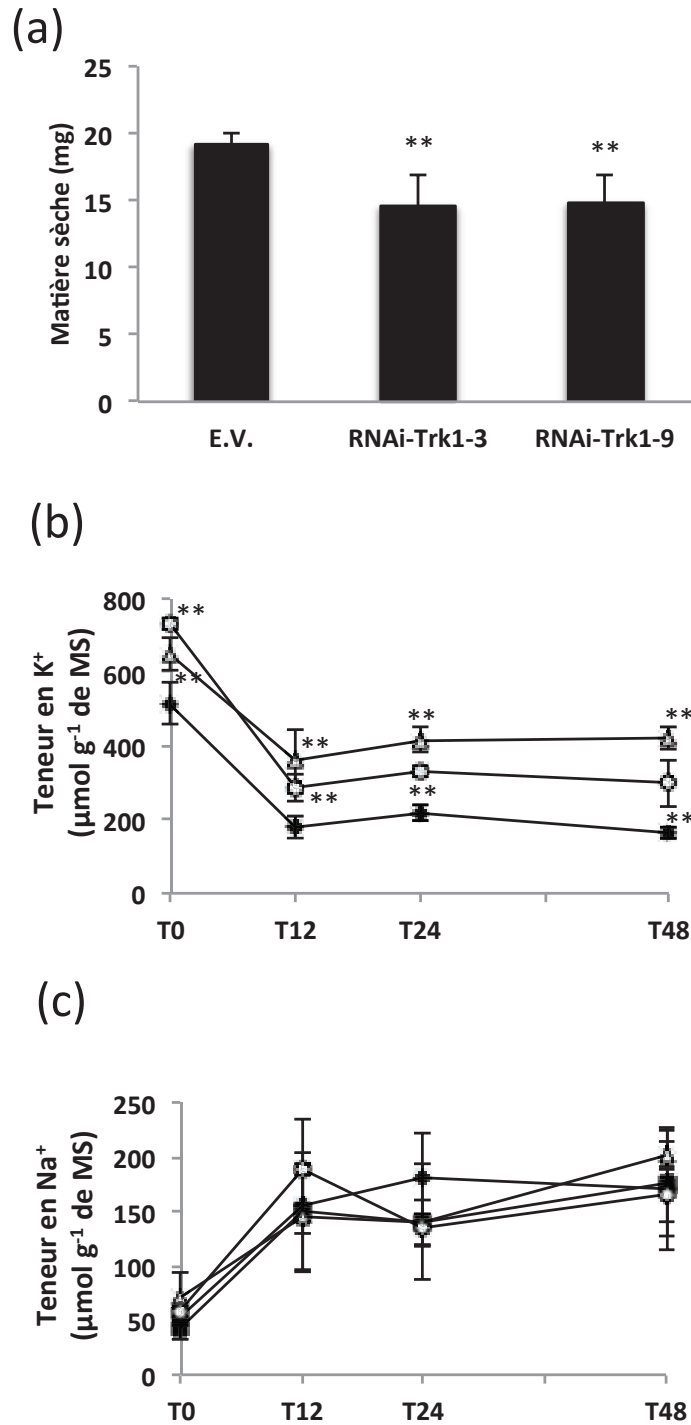 (a)
Matière sèche (mg)
25
20
15
10
5
0
** **
E.V. RNAi-Trk1-3 RNAi-Trk1-9
(b)
Teneur en K⁺
(µmol g⁻¹ de MS)
800
600
400
200
0
**
**
**
**
**
**
**
**
T0 T12 T24 T48
(c)
Teneur en Na⁺
(µmol g⁻¹ de MS)
250
200
150
100
50
0
T0 T12 T24 T48